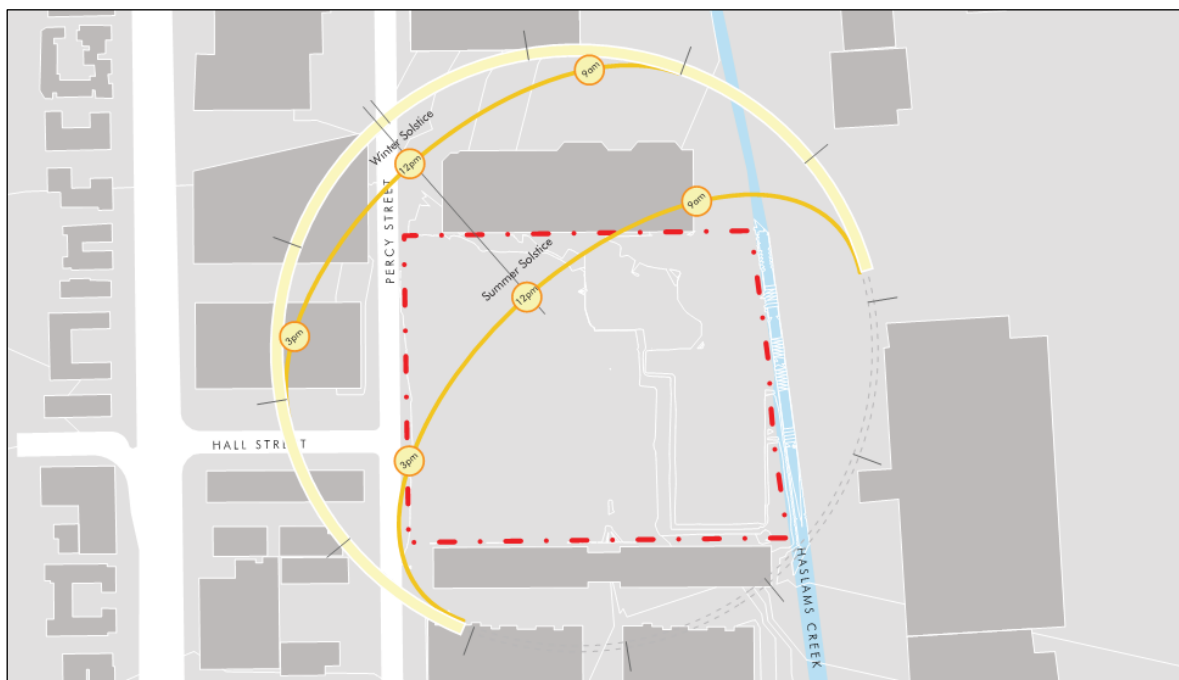 9am
Winter Solstice
12pm
PERCY STREET
9am
Summer Solstice
12pm
3pm
HALL STREET
3pm
HASLAMS CREEK